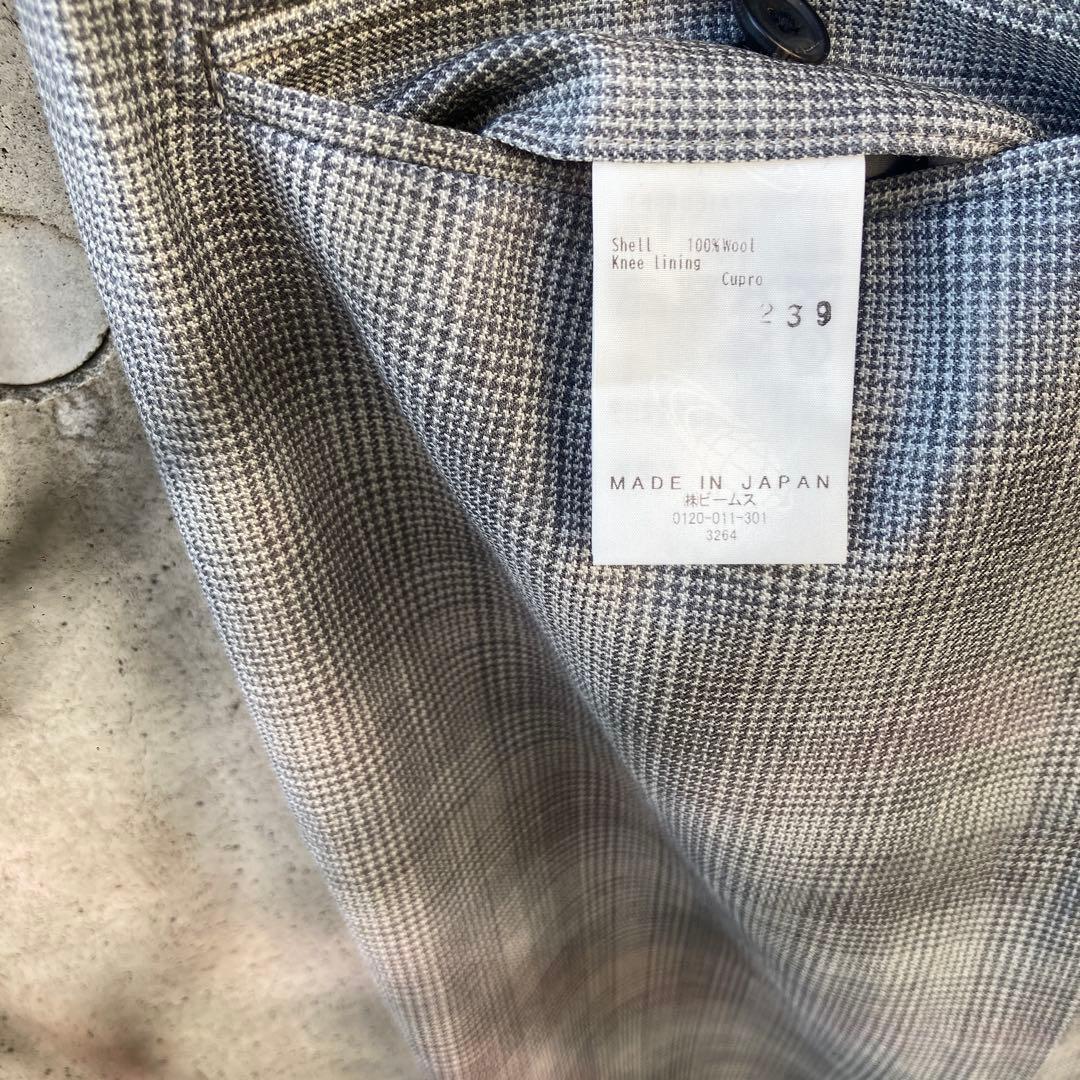 Shell 100%Wool
Knee lining
Cupro
239
MADE IN JAPAN
㈱ビームス
0120-011-301
3264